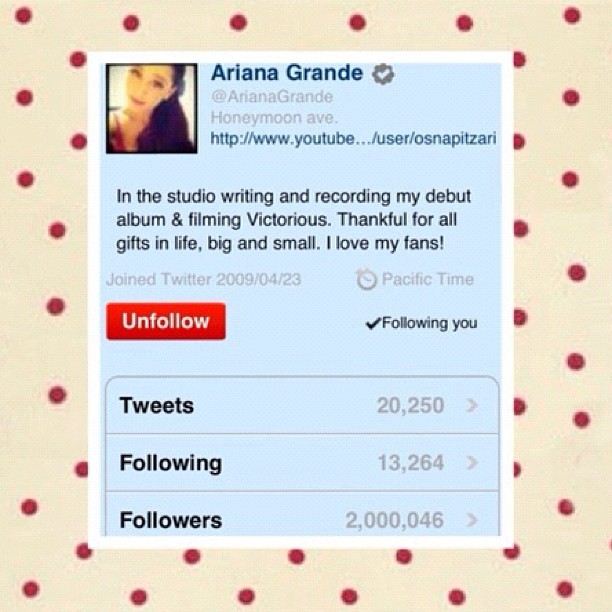 Ariana Grande
@ArianaGrande
Honeymoon ave.
http://www.youtube.../user/osnapitzari
In the studio writing and recording my debut
album & filming Victorious. Thankful for all
gifts in life, big and small. I love my fans!
Joined Twitter 2009/04/23 Pacific Time
Unfollow Following you
Tweets 20,250
Following 13,264
Followers 2,000,046